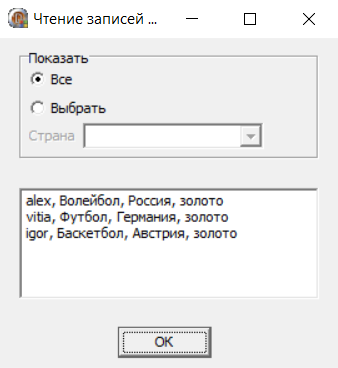 Чтение записей ...
Показать
Все
Выбрать
Страна
alex, Волейбол, Россия, золото
vitia, Футбол, Германия, золото
igor, Баскетбол, Австрия, золото
OK